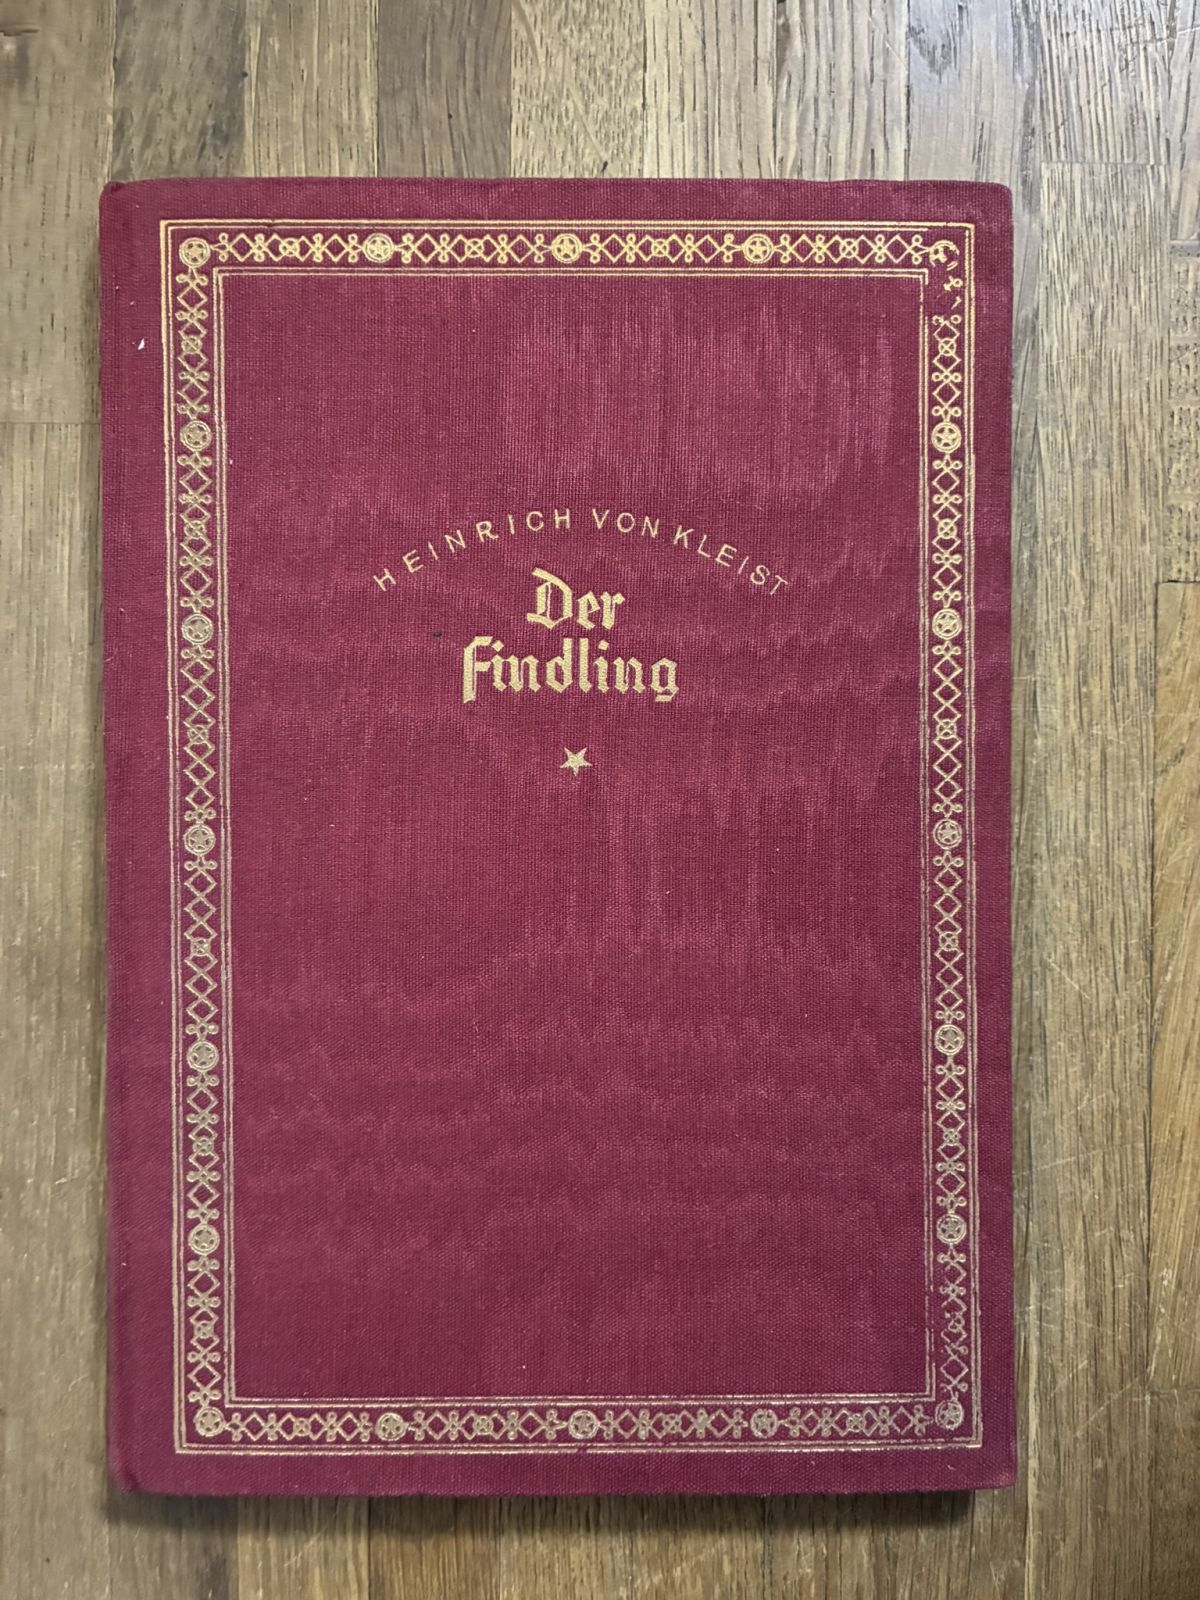 HEINRICH VON KLEIST
Der
Findling